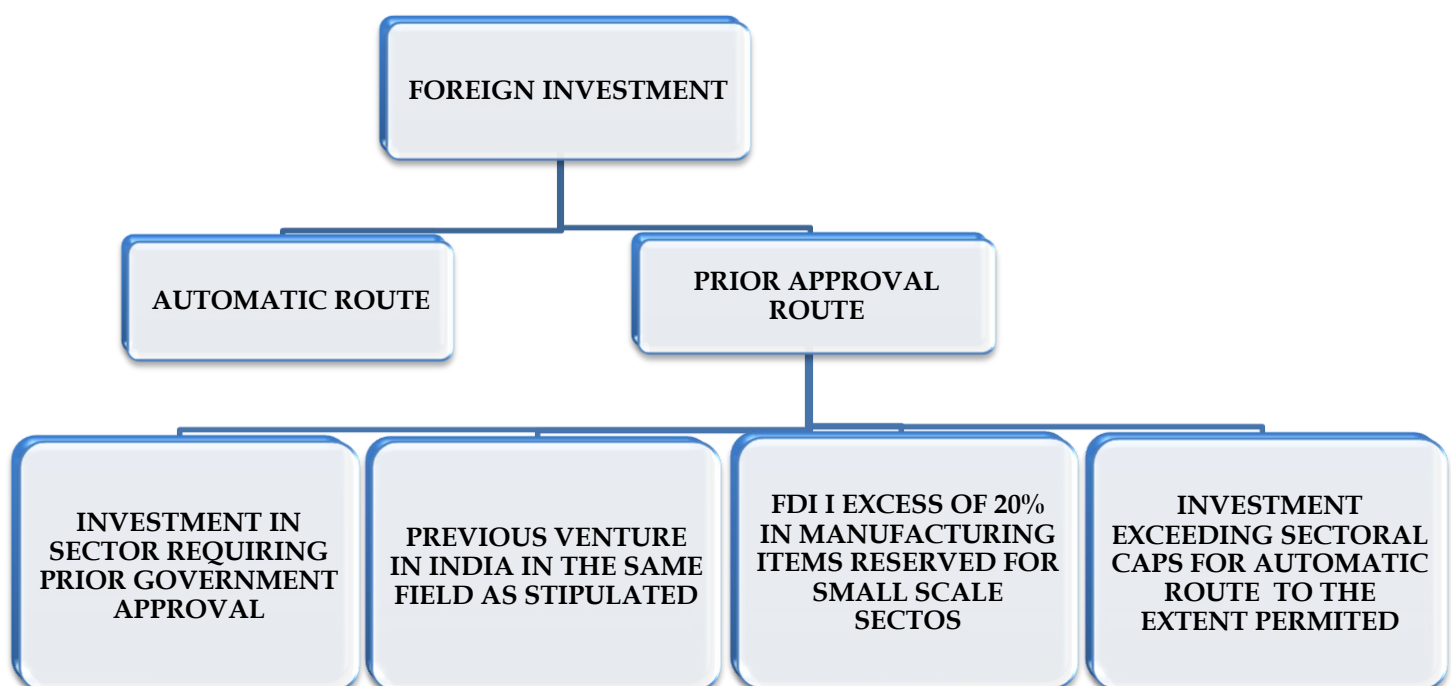 FOREIGN INVESTMENT
AUTOMATIC ROUTE
PRIOR APPROVAL
ROUTE
INVESTMENT IN
SECTOR REQUIRING
PRIOR GOVERNMENT
APPROVAL
PREVIOUS VENTURE
IN INDIA IN THE SAME
FIELD AS STIPULATED
FDI I EXCESS OF 20%
IN MANUFACTURING
ITEMS RESERVED FOR
SMALL SCALE
SECTOS
INVESTMENT
EXCEEDING SECTORAL
CAPS FOR AUTOMATIC
ROUTE TO THE
EXTENT PERMITED